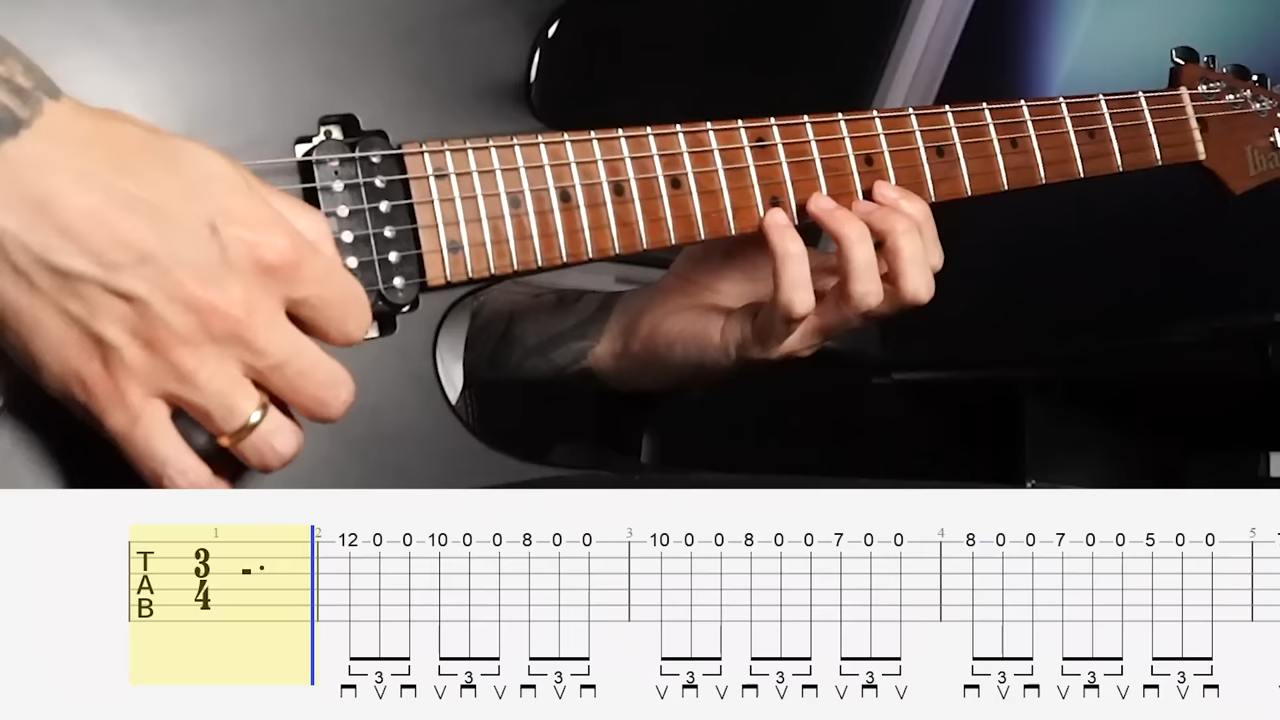 Iba
1 2 3 4 5
T A B
3 4
12 0 0 10 0 0 8 0 0 10 0 0 8 0 0 7 0 0 8 0 0 7 0 0 5 0 0
3 3 3 3 3 3 3 3 3